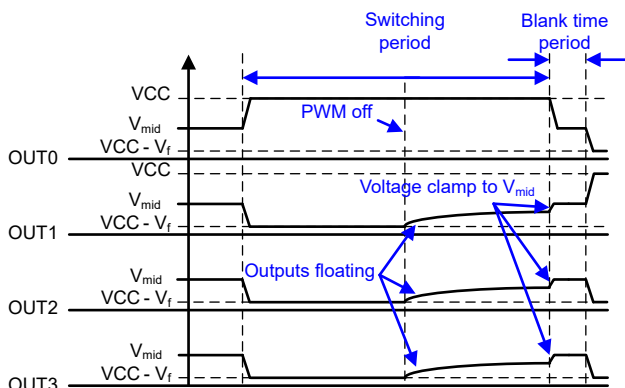 Switching period
Blank time period
VCC
PWM off
V_mid
VCC - V_f
OUT0
VCC
Voltage clamp to V_mid
V_mid
VCC - V_f
OUT1
Outputs floating
V_mid
VCC - V_f
OUT2
V_mid
VCC - V_f
OUT3